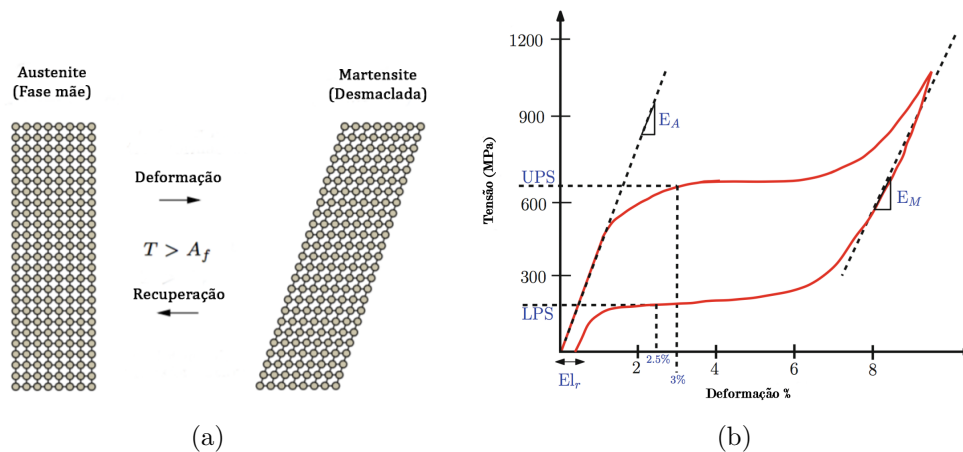 Austenite
(Fase mãe)
Martensite
(Desmaclada)
Deformação
T > A_f
Recuperação
(a)
Tensão (MPa)
1200
900
UPS
600
300
LPS
E_A
E_M
2
2.5%
3%
4
6
8
El_r
Deformação %
(b)